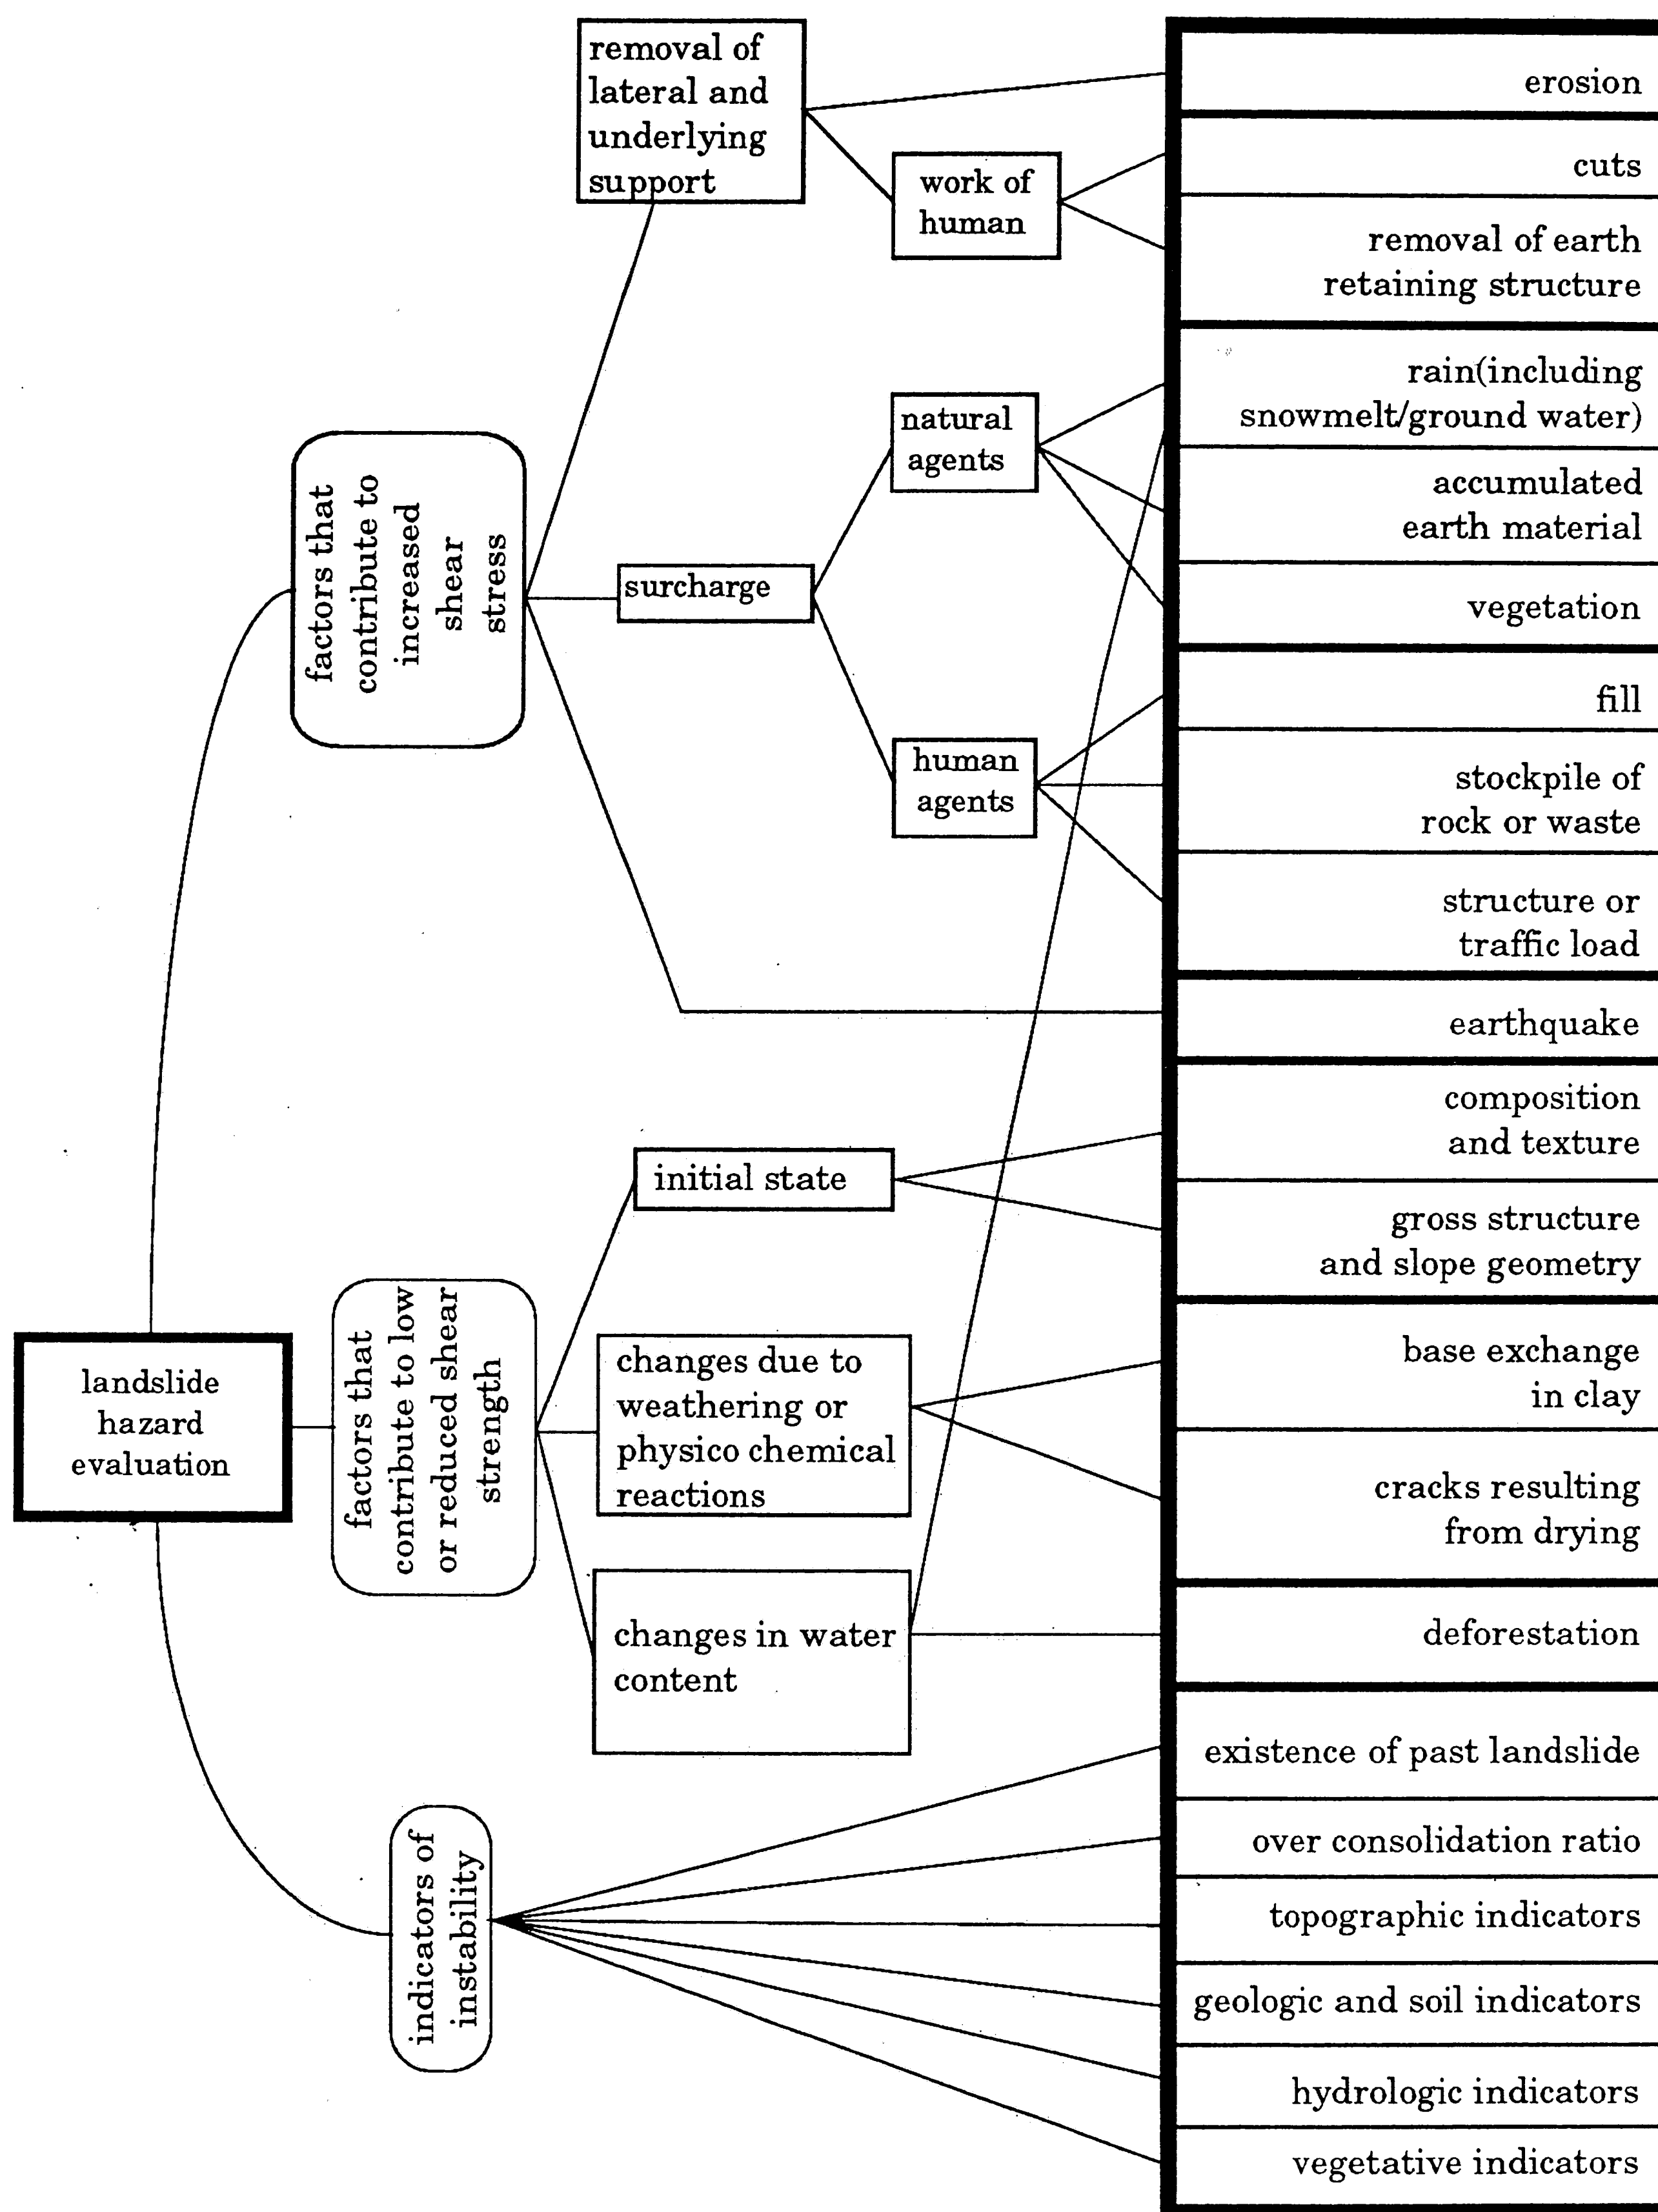 removal of
lateral and
underlying
support
work of
human
factors that
contribute to
increased
shear
stress
surcharge
natural
agents
human
agents
landslide
hazard
evaluation
factors that
contribute to low
or reduced shear
strength
initial state
changes due to
weathering or
physico chemical
reactions
changes in water
content
indicators of
instability
erosion
cuts
removal of earth
retaining structure
rain(including
snowmelt/ground water)
accumulated
earth material
vegetation
fill
stockpile of
rock or waste
structure or
traffic load
earthquake
composition
and texture
gross structure
and slope geometry
base exchange
in clay
cracks resulting
from drying
deforestation
existence of past landslide
over consolidation ratio
topographic indicators
geologic and soil indicators
hydrologic indicators
vegetative indicators